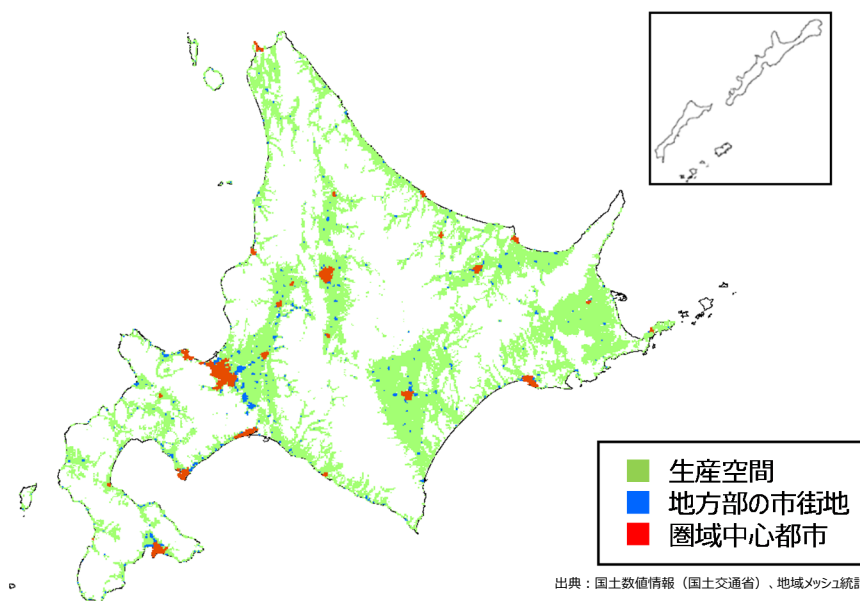 生産空間
地方部の市街地
圏域中心都市
出典：国土数値情報（国土交通省）、地域メッシュ統計